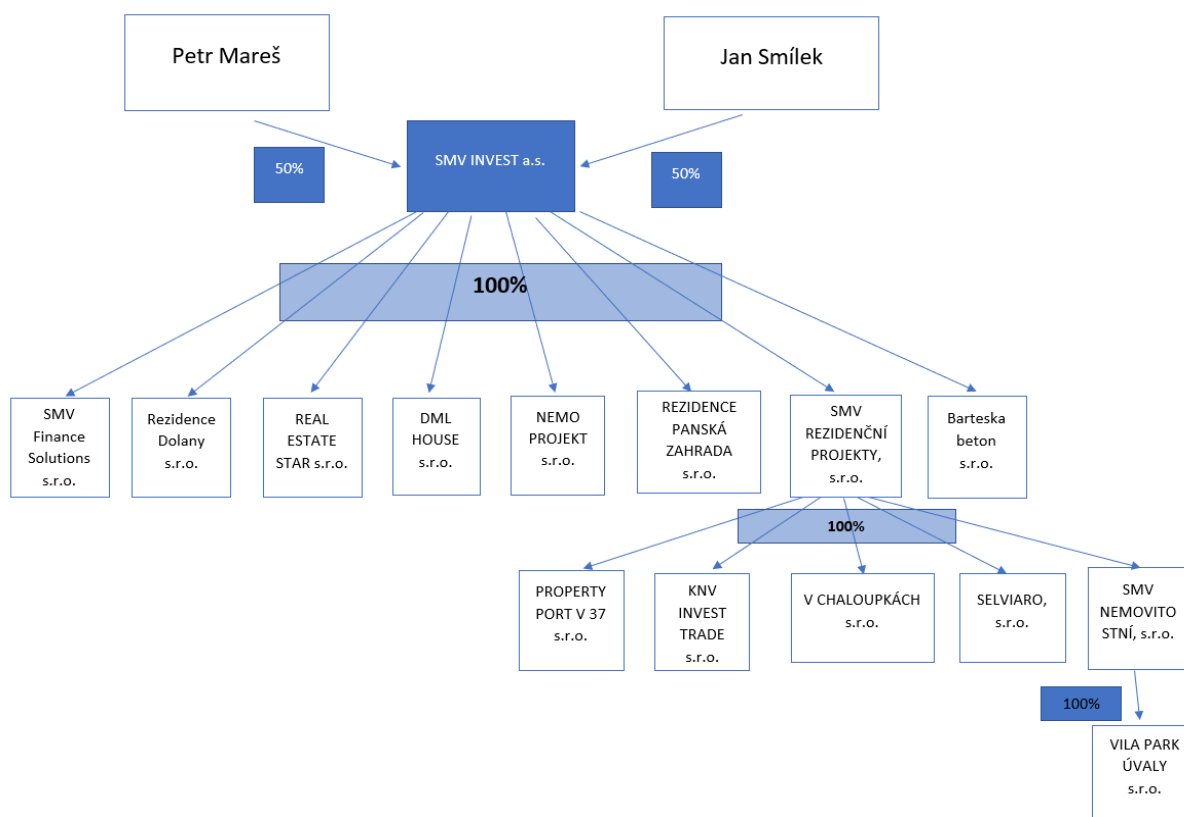 Petr Mareš
Jan Smílek
SMV INVEST a.s.
50%
50%
100%
SMV
Finance
Solutions
s.r.o.
Rezidence
Dolany
s.r.o.
REAL
ESTATE
STAR s.r.o.
DML
HOUSE
s.r.o.
NEMO
PROJEKT
s.r.o.
REZIDENCE
PANSKÁ
ZAHRADA
s.r.o.
SMV
REZIDENČNÍ
PROJEKTY,
s.r.o.
Barteska
beton
s.r.o.
100%
PROPERTY
PORT V 37
s.r.o.
KNV
INVEST
TRADE
s.r.o.
V CHALOUPKÁCH
s.r.o.
SELVIARO,
s.r.o.
SMV
NEMOVITO
STNÍ, s.r.o.
100%
VILA PARK
ÚVALY
s.r.o.